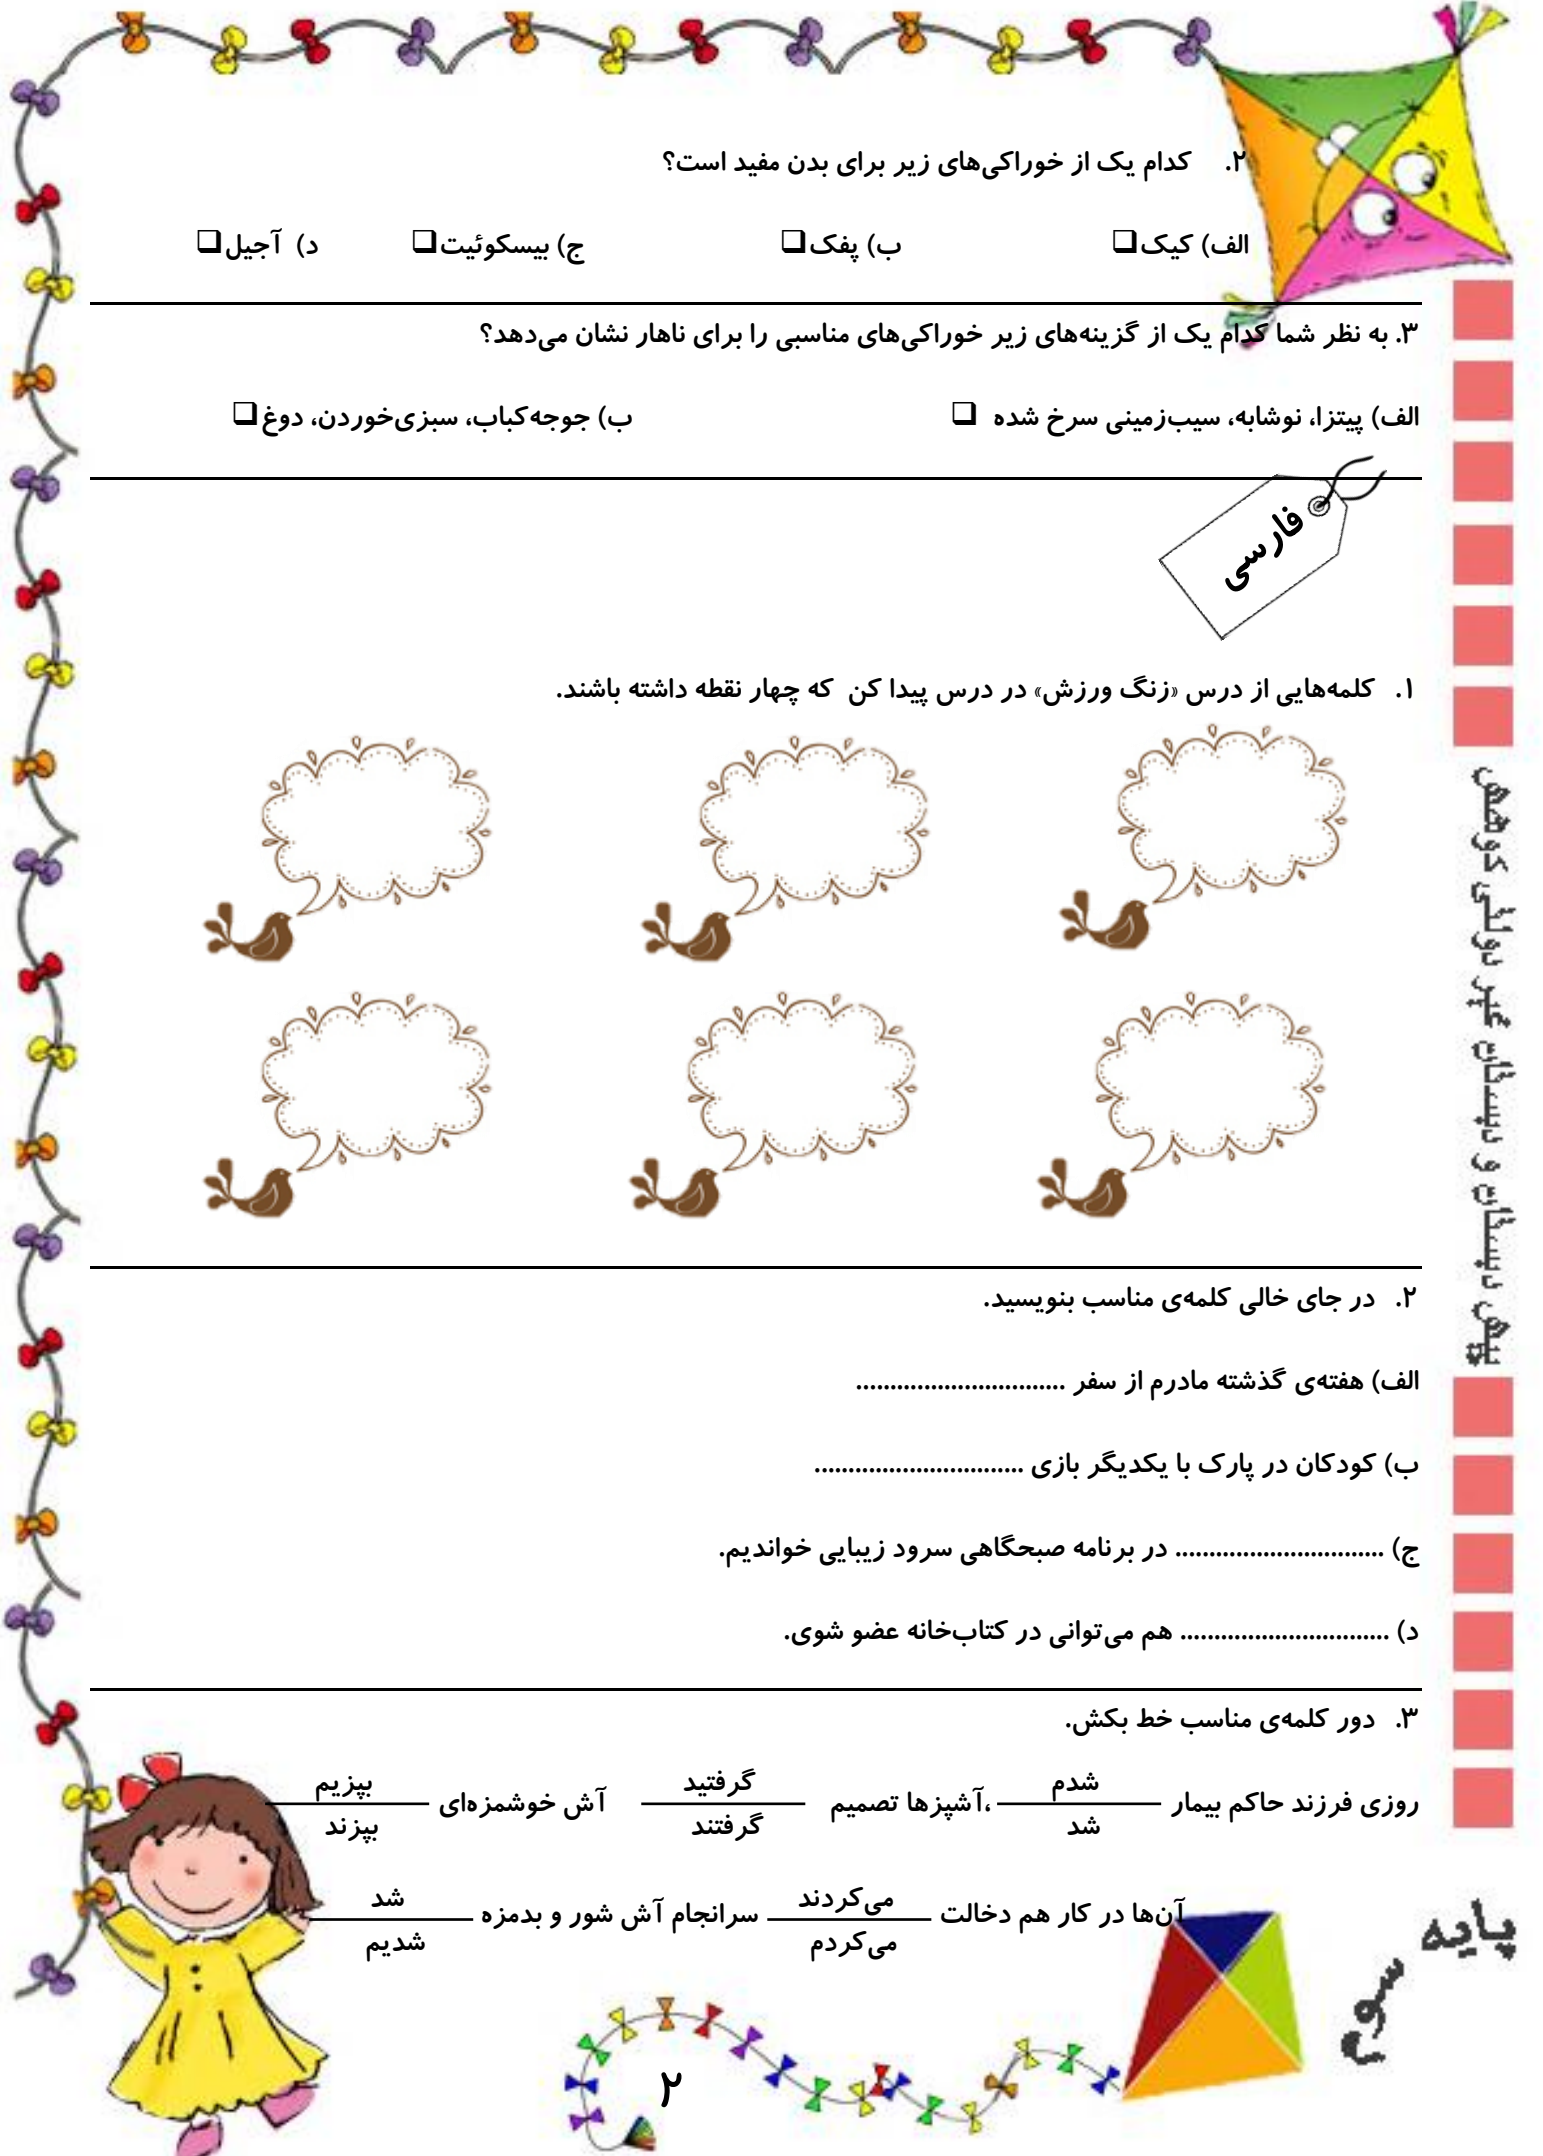 ۲. کدام یک از خوراکی‌های زیر برای بدن مفید است؟
الف) کیک❑ ب) پفک❑ ج) بیسکوئیت❑ د) آجیل❑
۳. به نظر شما کدام یک از گزینه‌های زیر خوراکی‌های مناسبی را برای ناهار نشان می‌دهد؟
الف) پیتزا، نوشابه، سیب‌زمینی سرخ شده ❑ ب) جوجه‌کباب، سبزی‌خوردن، دوغ❑
فارسی
۱. کلمه‌هایی از درس «زنگ ورزش» در درس پیدا کن که چهار نقطه داشته باشند.
۲. در جای خالی کلمه‌ی مناسب بنویسید.
الف) هفته‌ی گذشته مادرم از سفر ...............................
ب) کودکان در پارک با یکدیگر بازی ...............................
ج) ............................... در برنامه صبحگاهی سرود زیبایی خواندیم.
د) ............................... هم می‌توانی در کتاب‌خانه عضو شوی.
۳. دور کلمه‌ی مناسب خط بکش.
شدم گرفتید بپزیم
روزی فرزند حاکم بیمار ،آشپزها تصمیم آش خوشمزه‌ای
شد گرفتند بپزند
می‌کردند شد
آن‌ها در کار هم دخالت سرانجام آش شور و بدمزه
می‌کردم شدیم
۲
پیش دبستان و دبستان غیر دولتی کوشش
پایه سوم